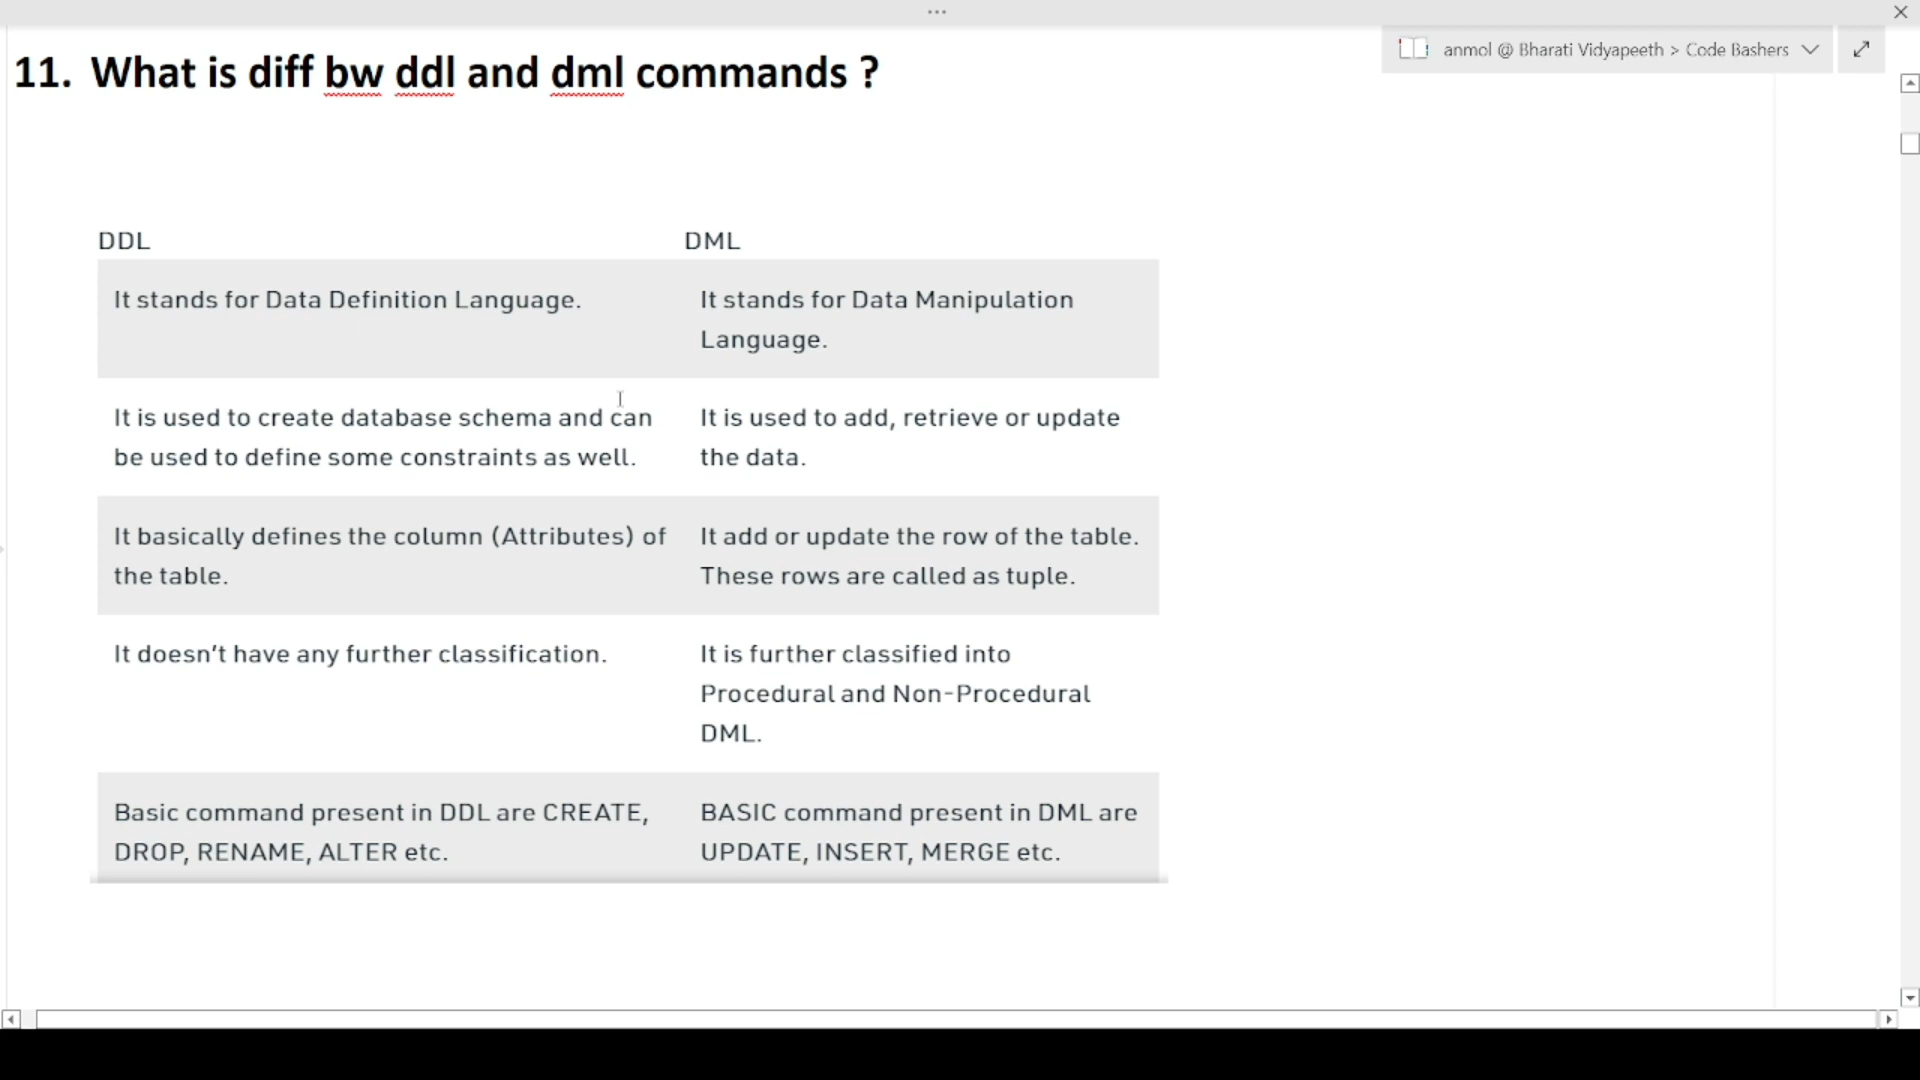 ...
anmol @ Bharati Vidyapeeth > Code Bashers
11. What is diff bw ddl and dml commands ?
DDL DML
It stands for Data Definition Language.
It stands for Data Manipulation
Language.
It is used to create database schema and can
be used to define some constraints as well.
It is used to add, retrieve or update
the data.
It basically defines the column (Attributes) of
the table.
It add or update the row of the table.
These rows are called as tuple.
It doesn't have any further classification.
It is further classified into
Procedural and Non-Procedural
DML.
Basic command present in DDL are CREATE,
DROP, RENAME, ALTER etc.
BASIC command present in DML are
UPDATE, INSERT, MERGE etc.